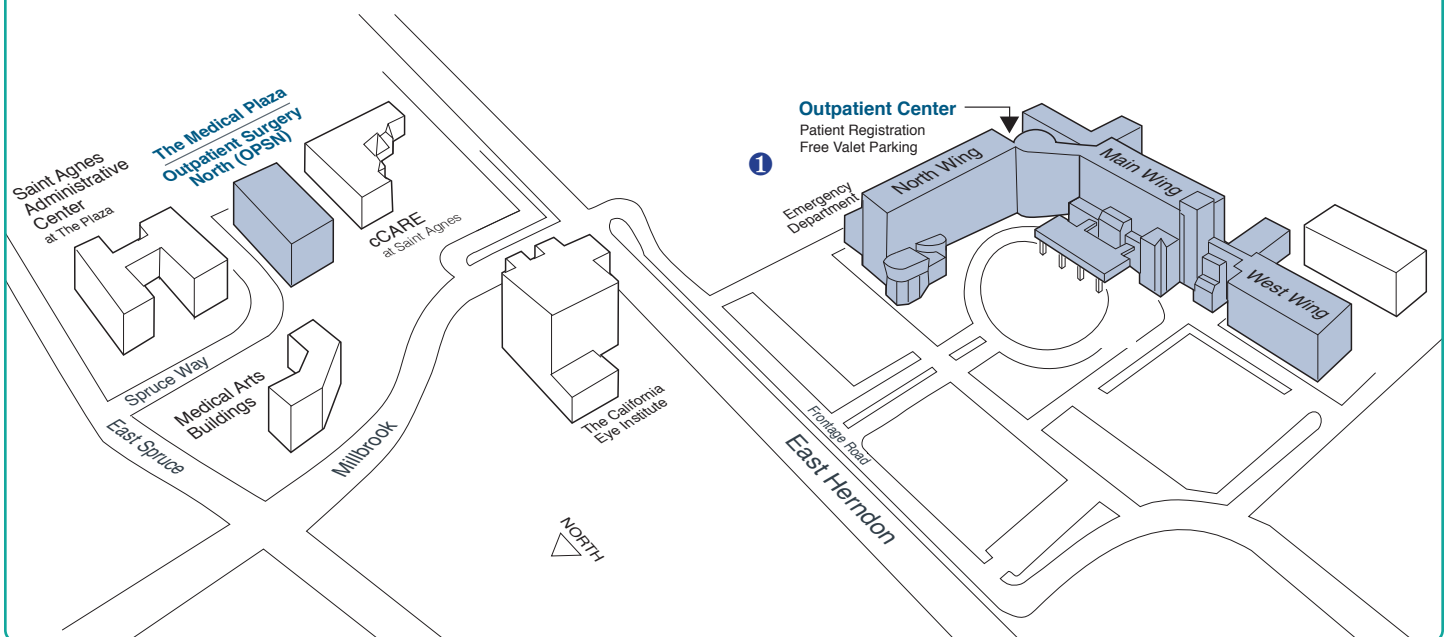 The Medical Plaza
Outpatient Surgery
North (OPSN)
Saint Agnes
Administrative
Center
at The Plaza
cCARE
at Saint Agnes
Spruce Way
East Spruce
Medical Arts
Buildings
Millbrook
The California
Eye Institute
NORTH
East Herndon
Frontage Road
1
Outpatient Center
Patient Registration
Free Valet Parking
Emergency
Department
North Wing
Main Wing
West Wing